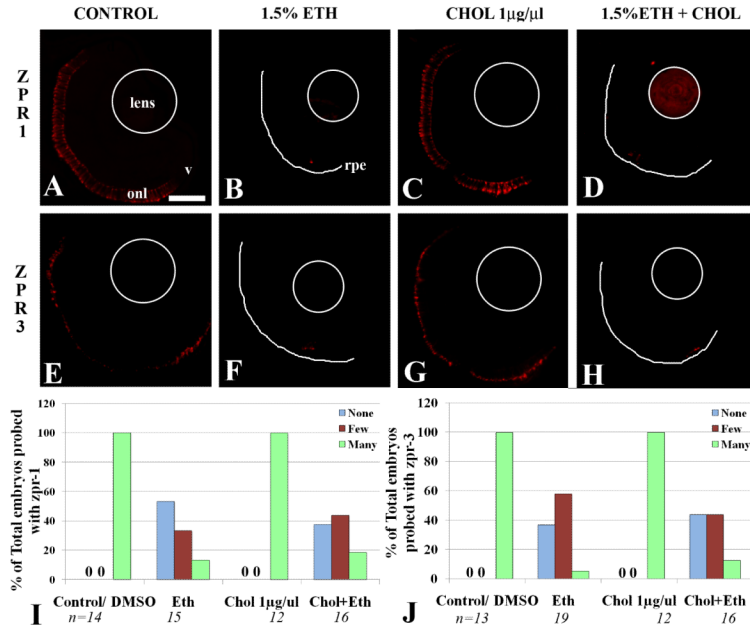 CONTROL 1.5% ETH CHOL 1µg/µl 1.5%ETH + CHOL
ZPR1
lens
v
onl
rpe
A B C D
ZPR3
E F G H
% of Total embryos probed with zpr-1
120
100
80
60
40
20
0
None
Few
Many
0 0 0 0
Control/ DMSO Eth Chol 1µg/ul Chol+Eth
n=14 15 12 16
I
% of Total embryos probed with zpr-3
120
100
80
60
40
20
0
None
Few
Many
0 0 0 0
Control/ DMSO Eth Chol 1µg/ul Chol+Eth
n=13 19 12 16
J